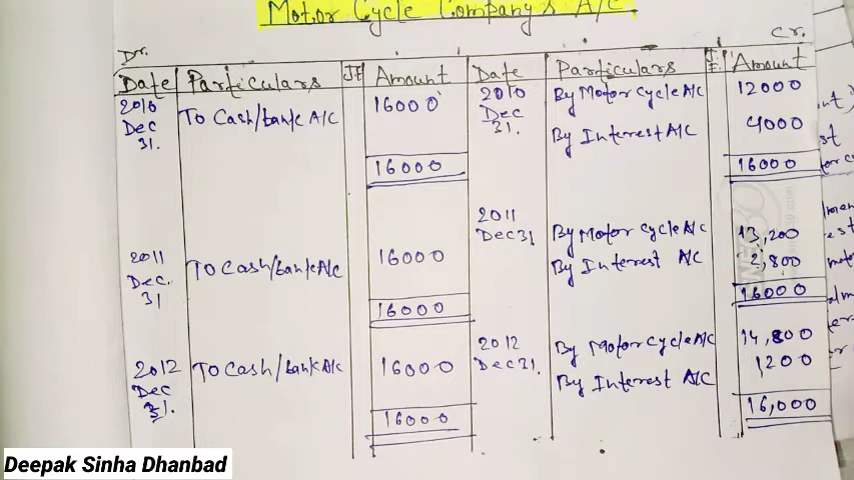 Motor Cycle Company's A/C.
Dr. Cr.
Date Particulars J.F Amount Date Particulars J.F. Amount
2010 Dec 31. To Cash/bank A/C 16000 2010 Dec 31. By Motor Cycle A/C 12000
By Interest A/C 4000
16000 16000
2011 Dec. 31 To Cash/bank A/C 16000 2011 Dec 31 By Motor Cycle A/C 13,200
By Interest A/C 2,800
16000 16000
2012 Dec 31. To Cash/bank A/C 16000 2012 Dec 31. By Motor Cycle A/C 14,800
By Interest A/C 1200
16000 16,000
Deepak Sinha Dhanbad